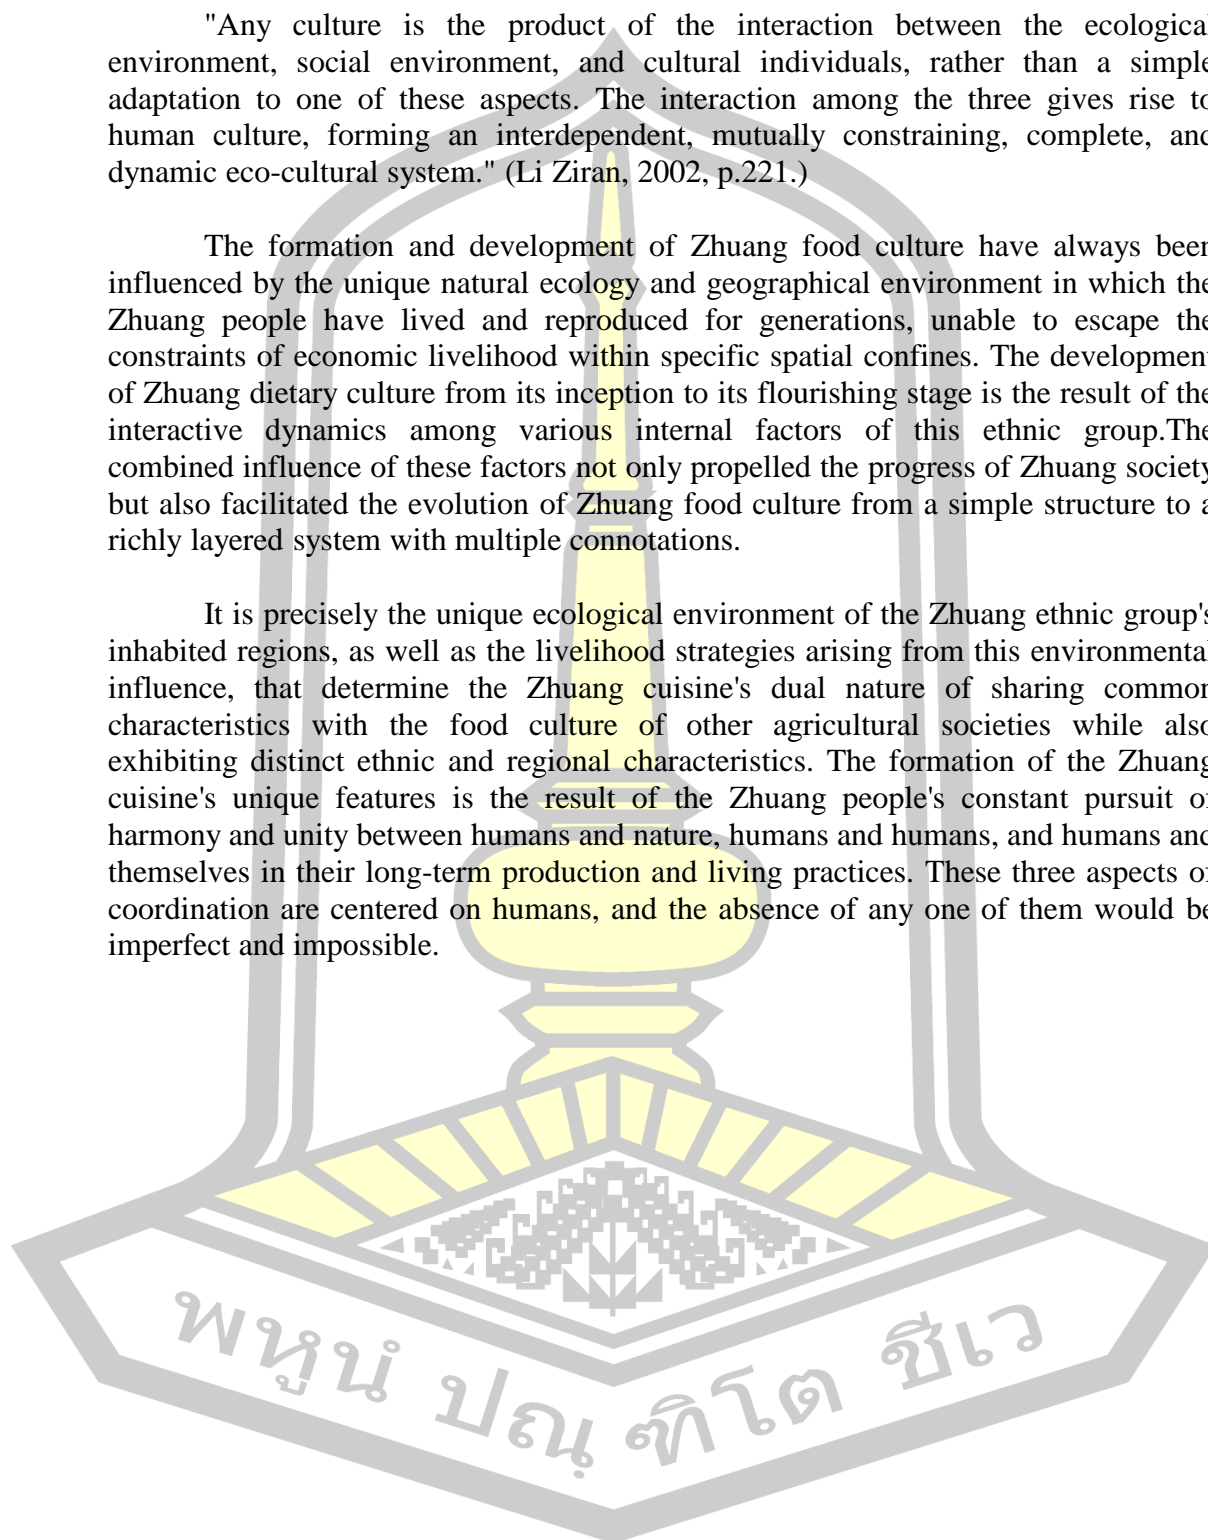 "Any culture is the product of the interaction between the ecological
environment, social environment, and cultural individuals, rather than a simple
adaptation to one of these aspects. The interaction among the three gives rise to
human culture, forming an interdependent, mutually constraining, complete, and
dynamic eco-cultural system." (Li Ziran, 2002, p.221.)
The formation and development of Zhuang food culture have always been
influenced by the unique natural ecology and geographical environment in which the
Zhuang people have lived and reproduced for generations, unable to escape the
constraints of economic livelihood within specific spatial confines. The development
of Zhuang dietary culture from its inception to its flourishing stage is the result of the
interactive dynamics among various internal factors of this ethnic group.The
combined influence of these factors not only propelled the progress of Zhuang society
but also facilitated the evolution of Zhuang food culture from a simple structure to a
richly layered system with multiple connotations.
It is precisely the unique ecological environment of the Zhuang ethnic group's
inhabited regions, as well as the livelihood strategies arising from this environmental
influence, that determine the Zhuang cuisine's dual nature of sharing common
characteristics with the food culture of other agricultural societies while also
exhibiting distinct ethnic and regional characteristics. The formation of the Zhuang
cuisine's unique features is the result of the Zhuang people's constant pursuit of
harmony and unity between humans and nature, humans and humans, and humans and
themselves in their long-term production and living practices. These three aspects of
coordination are centered on humans, and the absence of any one of them would be
imperfect and impossible.
พหูนํ ปณฺฑิโต ชีเว